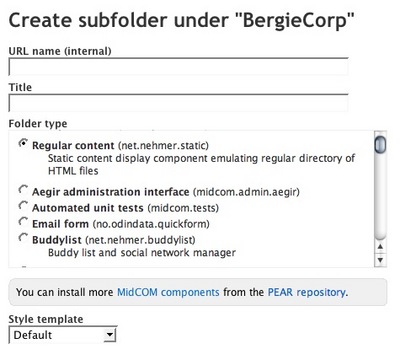 Create subfolder under "BergieCorp"
URL name (internal)
Title
Folder type
Regular content (net.nehmer.static)
Static content display component emulating regular directory of
HTML files
Aegir administration interface (midcom.admin.aegir)
Automated unit tests (midcom.tests)
Email form (no.odindata.quickform)
Buddylist (net.nehmer.buddylist)
Buddy list and social network manager
You can install more MidCOM components from the PEAR repository.
Style template
Default